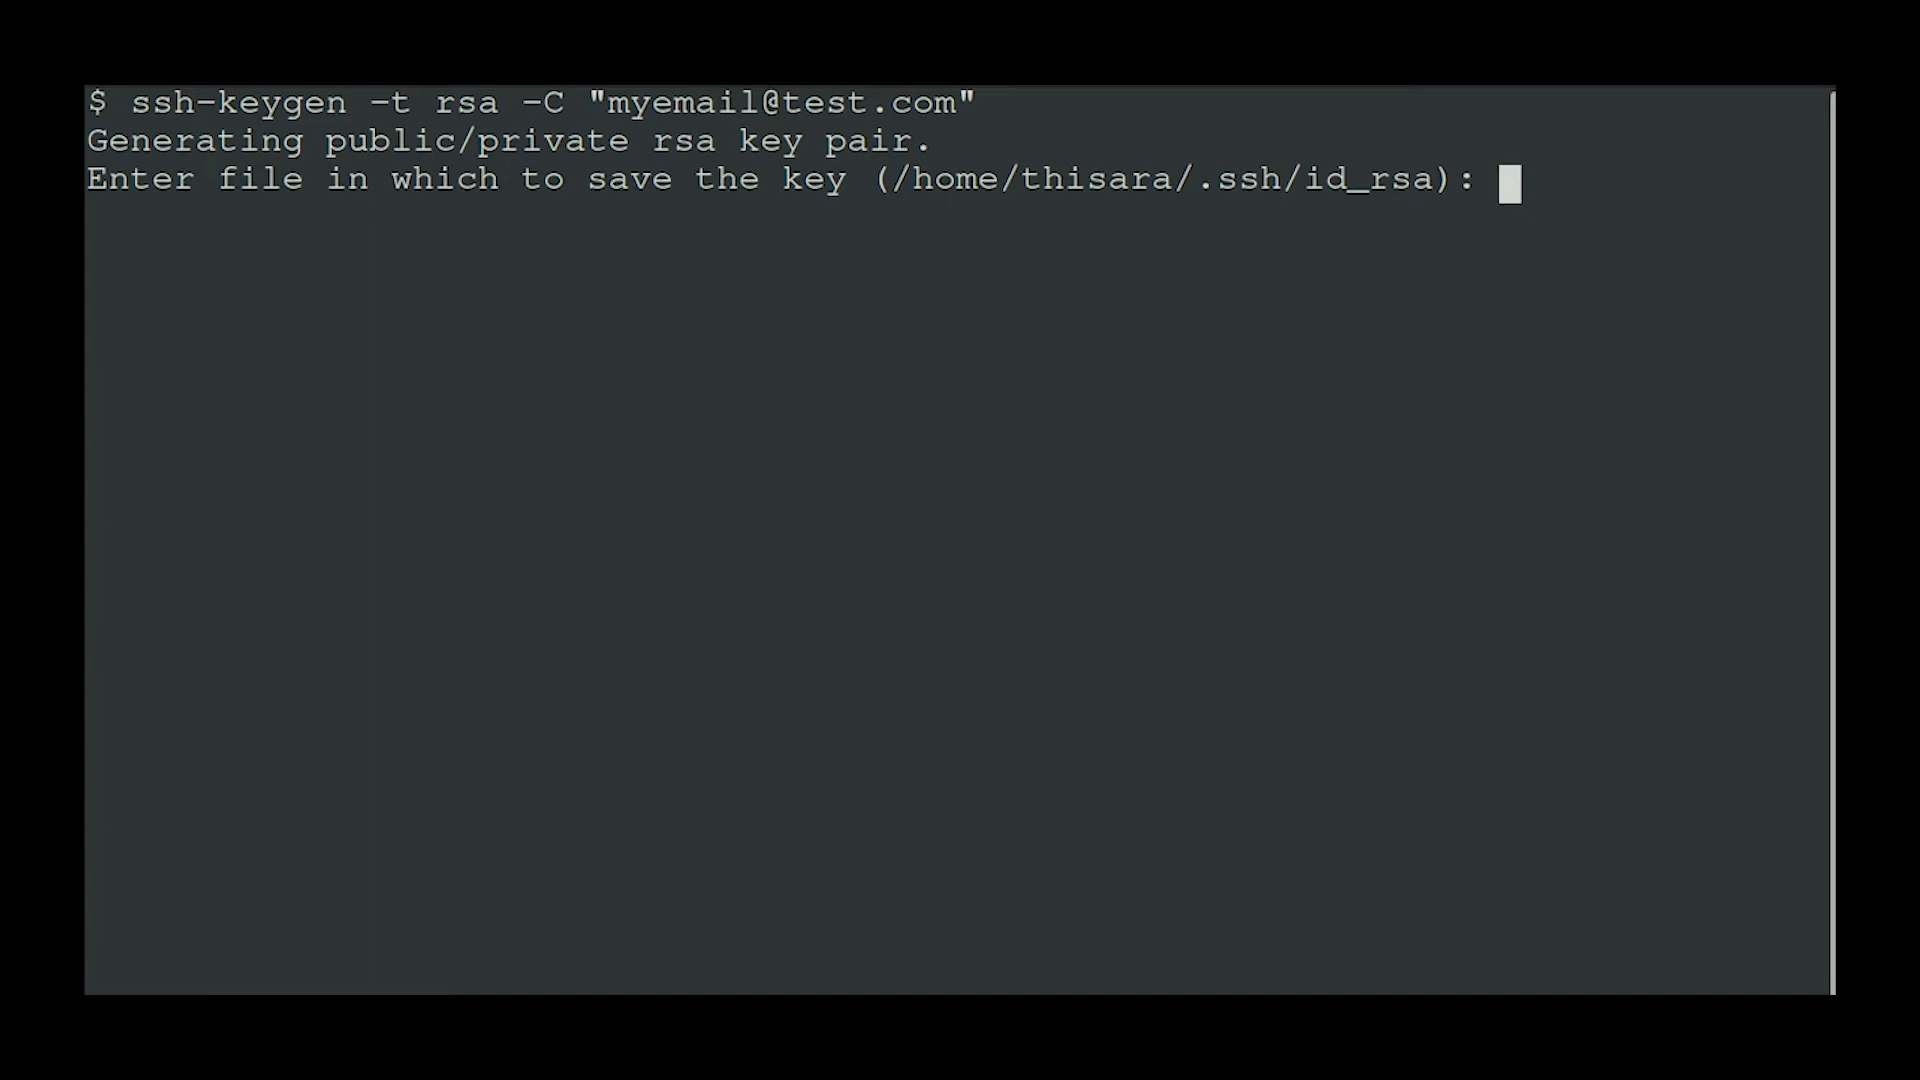 $ ssh-keygen -t rsa -C "myemail@test.com"
Generating public/private rsa key pair.
Enter file in which to save the key (/home/thisara/.ssh/id_rsa):